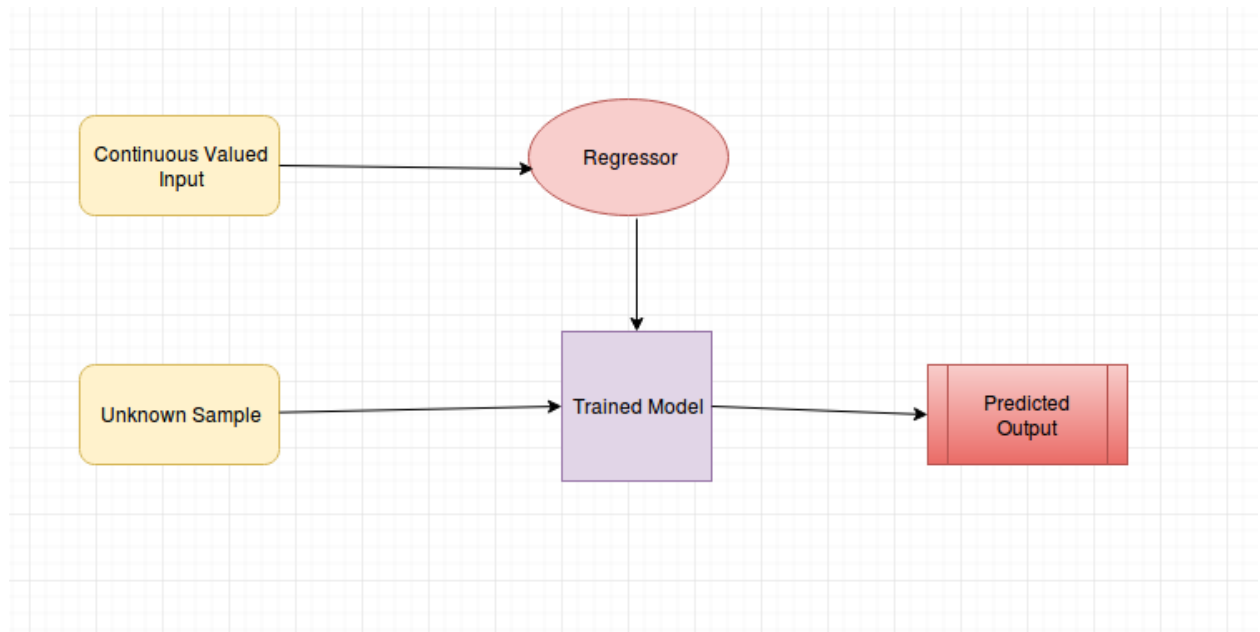 Continuous Valued
Input
Regressor
Unknown Sample
Trained Model
Predicted
Output